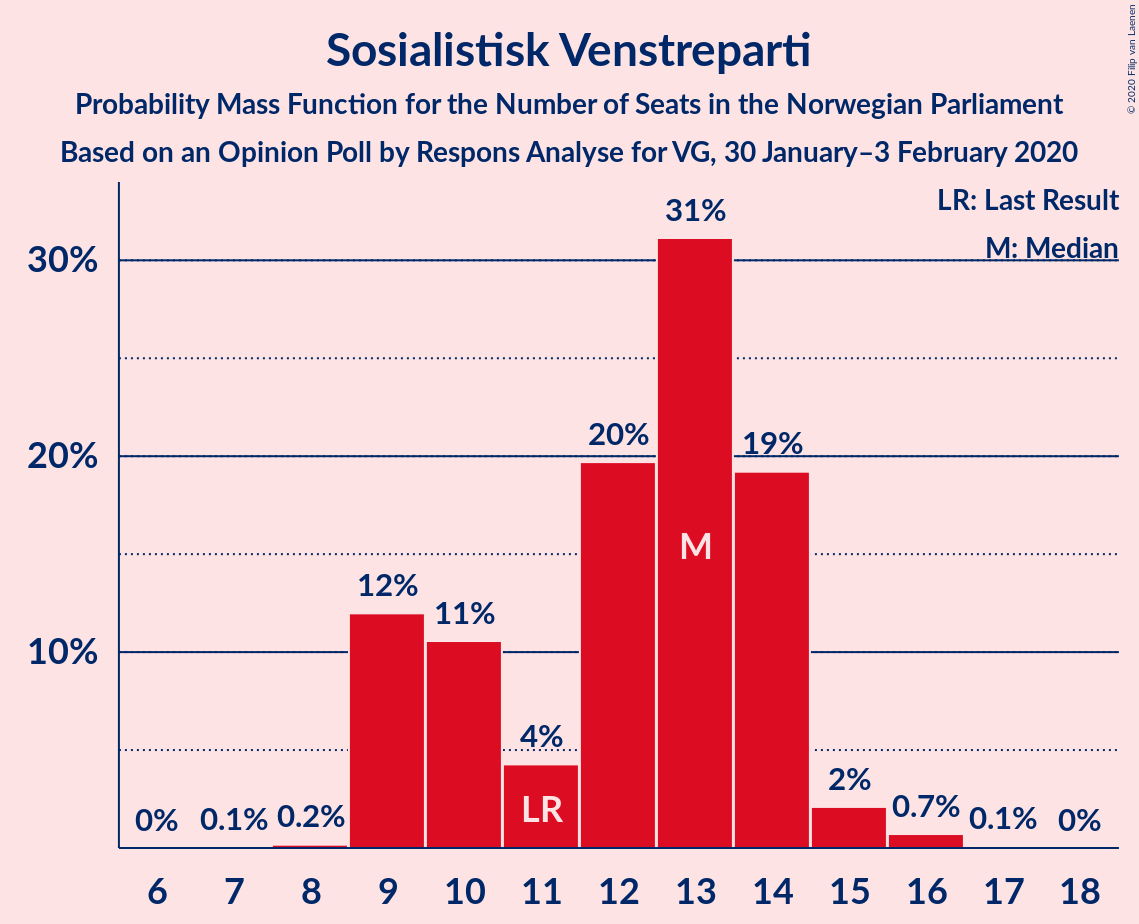 Sosialistisk Venstreparti
Probability Mass Function for the Number of Seats in the Norwegian Parliament
Based on an Opinion Poll by Respons Analyse for VG, 30 January–3 February 2020
© 2020 Filip van Laenen
LR: Last Result
M: Median
30%
20%
10%
0%
0.1%
0.2%
12%
11%
4%
20%
31%
19%
2%
0.7%
0.1%
0%
LR
M
6 7 8 9 10 11 12 13 14 15 16 17 18